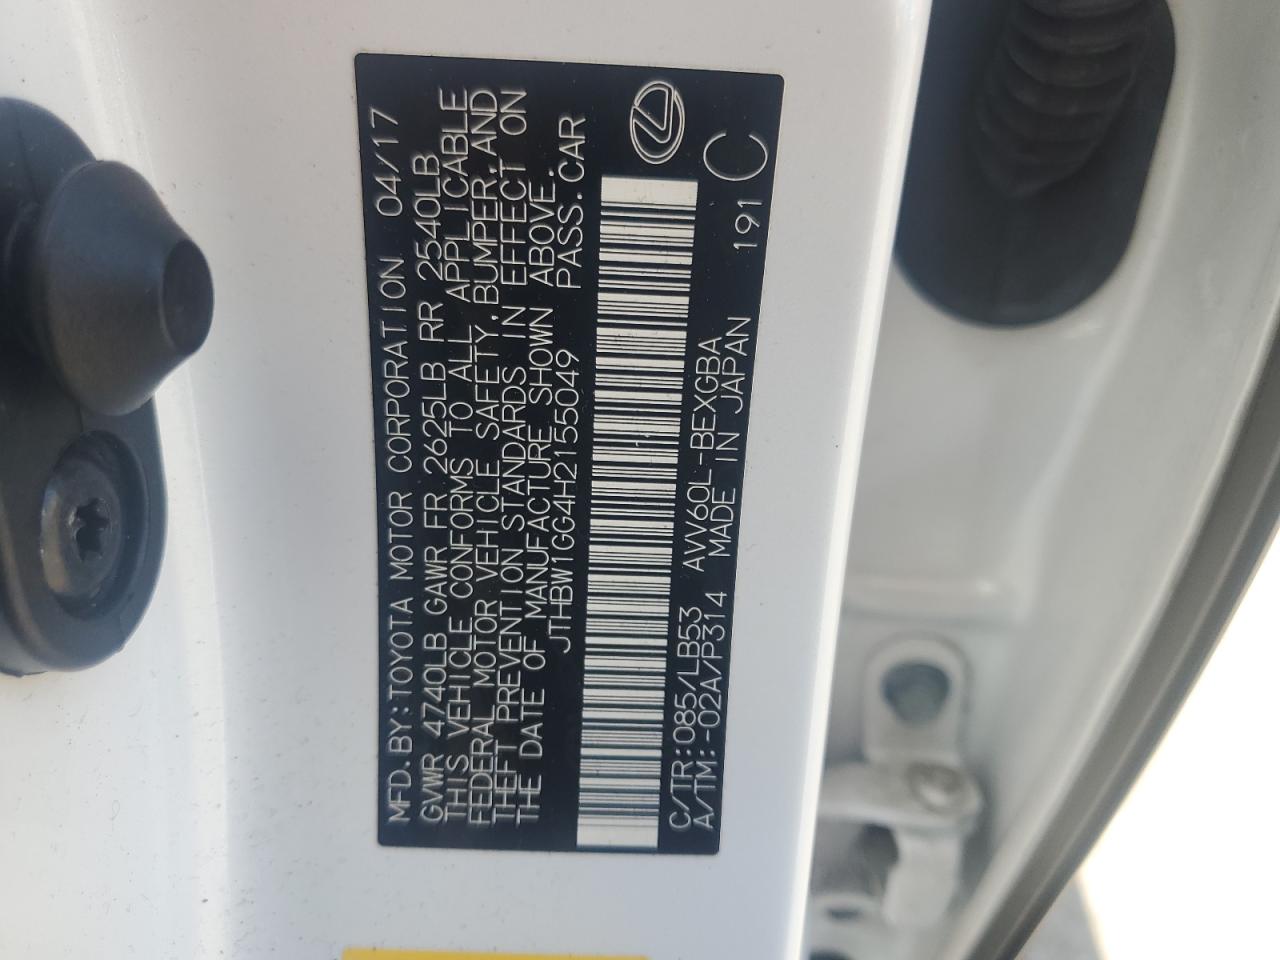 MFD.BY:TOYOTA MOTOR CORPORATION 04/17
GVWR 4740LB GAWR FR 2625LB RR 2540LB
THIS VEHICLE CONFORMS TO ALL APPLICABLE
FEDERAL MOTOR VEHICLE SAFETY,BUMPER,AND
THEFT PREVENTION STANDARDS IN EFFECT ON
THE DATE OF MANUFACTURE SHOWN ABOVE.
JTHBW1GG4H2155049 PASS.CAR
11
C/TR:085/LB53 AVV60L-BEXGBA 191 C
A/TM:-02A/P314 MADE IN JAPAN